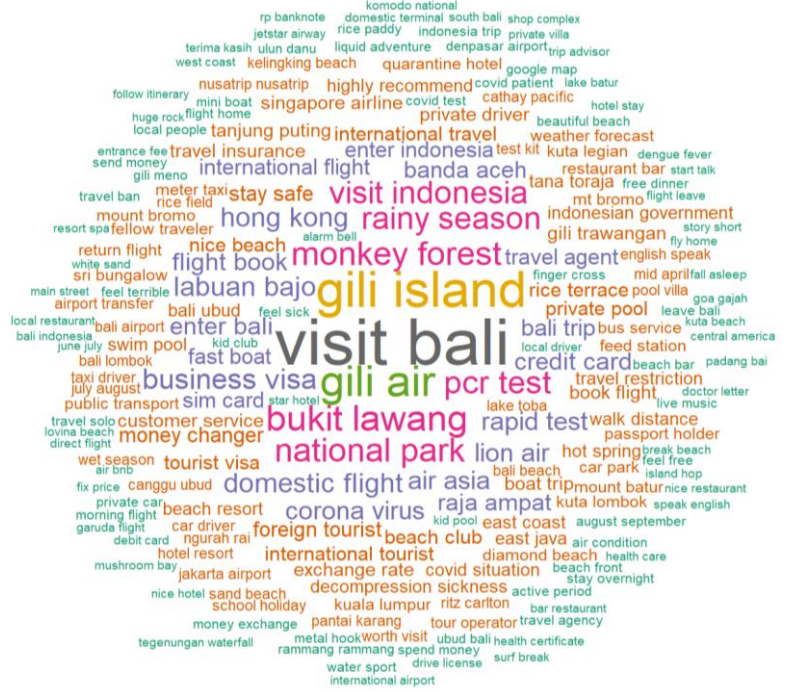 komodo national
rp banknote domestic terminal south bali shop complex
jetstar airway rice paddy indonesia trip private villa
terima kasih ulun danu liquid adventure denpasar airport trip advisor
west coast kelingking beach quarantine hotel google map
nusatrip nusatrip highly recommend covid patient lake batur
follow itinerary mini boat singapore airline covid test cathay pacific hotel stay
huge rock flight home private driver beautiful beach
local people tanjung puting international travel weather forecast
entrance fee travel insurance enter indonesia test kit kuta legian dengue fever
send money international flight banda aceh restaurant bar start talk
gili meno tana toraja free dinner
travel ban meter taxi stay safe visit indonesia mt bromo flight leave
rice field
mount bromo hong kong rainy season indonesian government
resort spa fellow traveler alarm bell gili trawangan story short
return flight nice beach monkey forest travel agent english speak fly home
white sand flight book finger cross mid april fall asleep
sri bungalow labuan bajo gili island rice terrace pool villa
main street feel terrible goa gajah
airport transfer bali ubud feel sick private pool leave bali
local restaurant bali airport enter bali visit bali bali trip bus service kuta beach
bali indonesia central america
june july swim pool kid club local driver feed station
bali lombok fast boat credit card beach bar padang bai
taxi driver business visa gili air pcr test travel restriction
july august book flight doctor letter
public transport sim card star hotel lake toba live music
travel solo customer service bukit lawang rapid test walk distance
lovina beach money changer passport holder
direct flight national park lion air hot spring break beach
wet season tourist visa car park feel free
air bnb bali beach island hop
fix price canggu ubud domestic flight air asia boat trip mount batur nice restaurant
private car beach resort corona virus raja ampat kuta lombok speak english
morning flight
garuda flight car driver foreign tourist kid pool east coast august september
debit card ngurah rai beach club east java air condition
hotel resort international tourist diamond beach health care
mushroom bay jakarta airport exchange rate covid situation beach front
stay overnight
nice hotel sand beach decompression sickness active period
school holiday kuala lumpur ritz carlton bar restaurant
money exchange pantai karang tour operator travel agency
tegenungan waterfall metal hook worth visit ubud bali health certificate
rammang rammang spend money
water sport drive license surf break
international airport